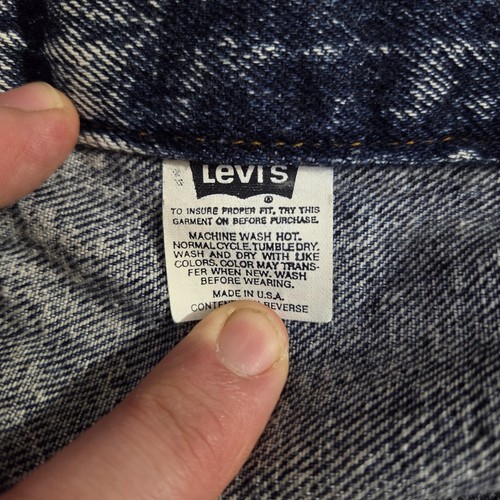 Levi's
®
TO INSURE PROPER FIT, TRY THIS
GARMENT ON BEFORE PURCHASE.
MACHINE WASH HOT.
NORMAL CYCLE. TUMBLE DRY.
WASH AND DRY WITH LIKE
COLORS. COLOR MAY TRANS-
FER WHEN NEW. WASH
BEFORE WEARING.
MADE IN U.S.A.
REVERSE